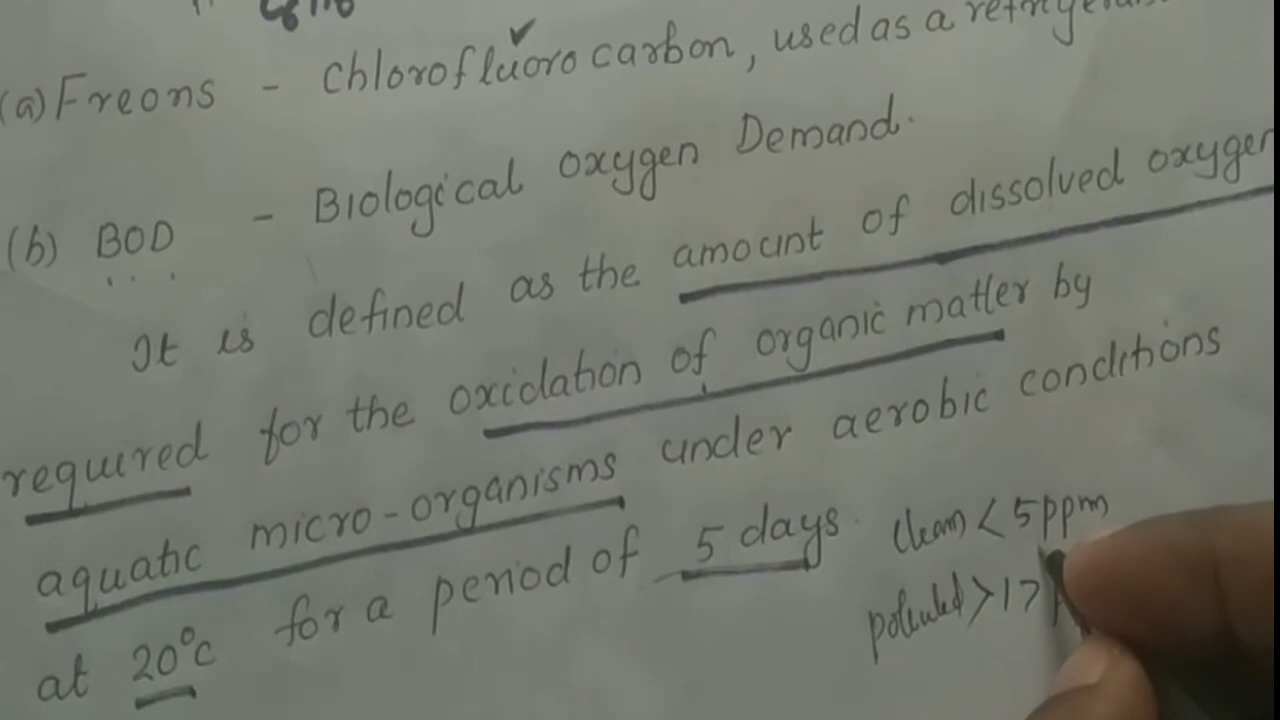 (a) Freons - Chlorofluoro carbon, used as a
(b) BOD - Biological oxygen Demand.
It is defined as the amount of dissolved oxygen
required for the oxidation of organic matter by
aquatic micro-organisms under aerobic conditions
at 20°C for a period of 5 days. clean < 5ppm
polluted > 17